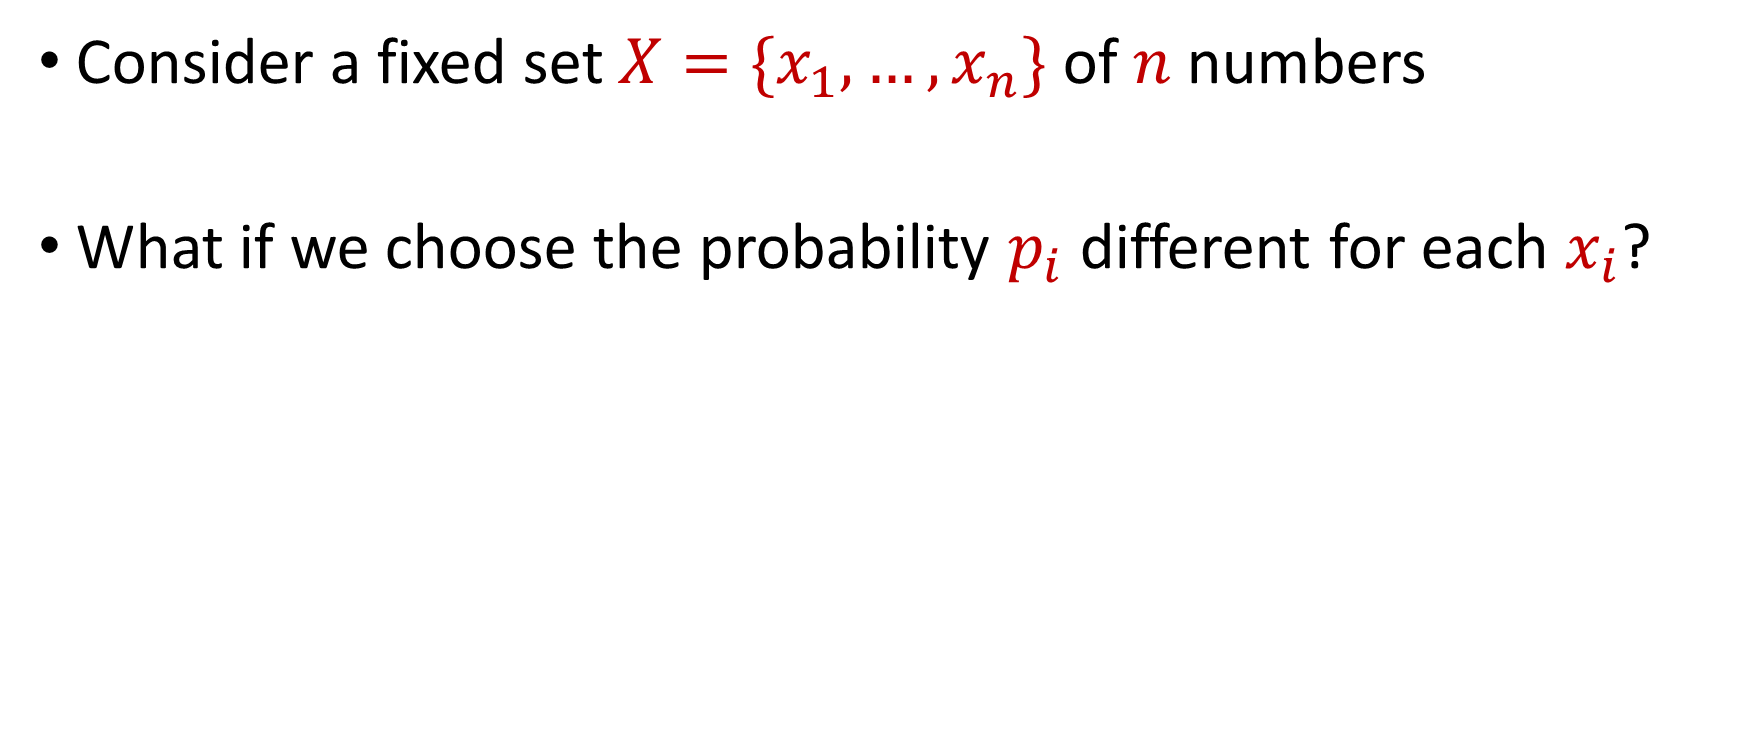 • Consider a fixed set X = {x₁, … , xₙ} of n numbers
• What if we choose the probability pᵢ different for each xᵢ?